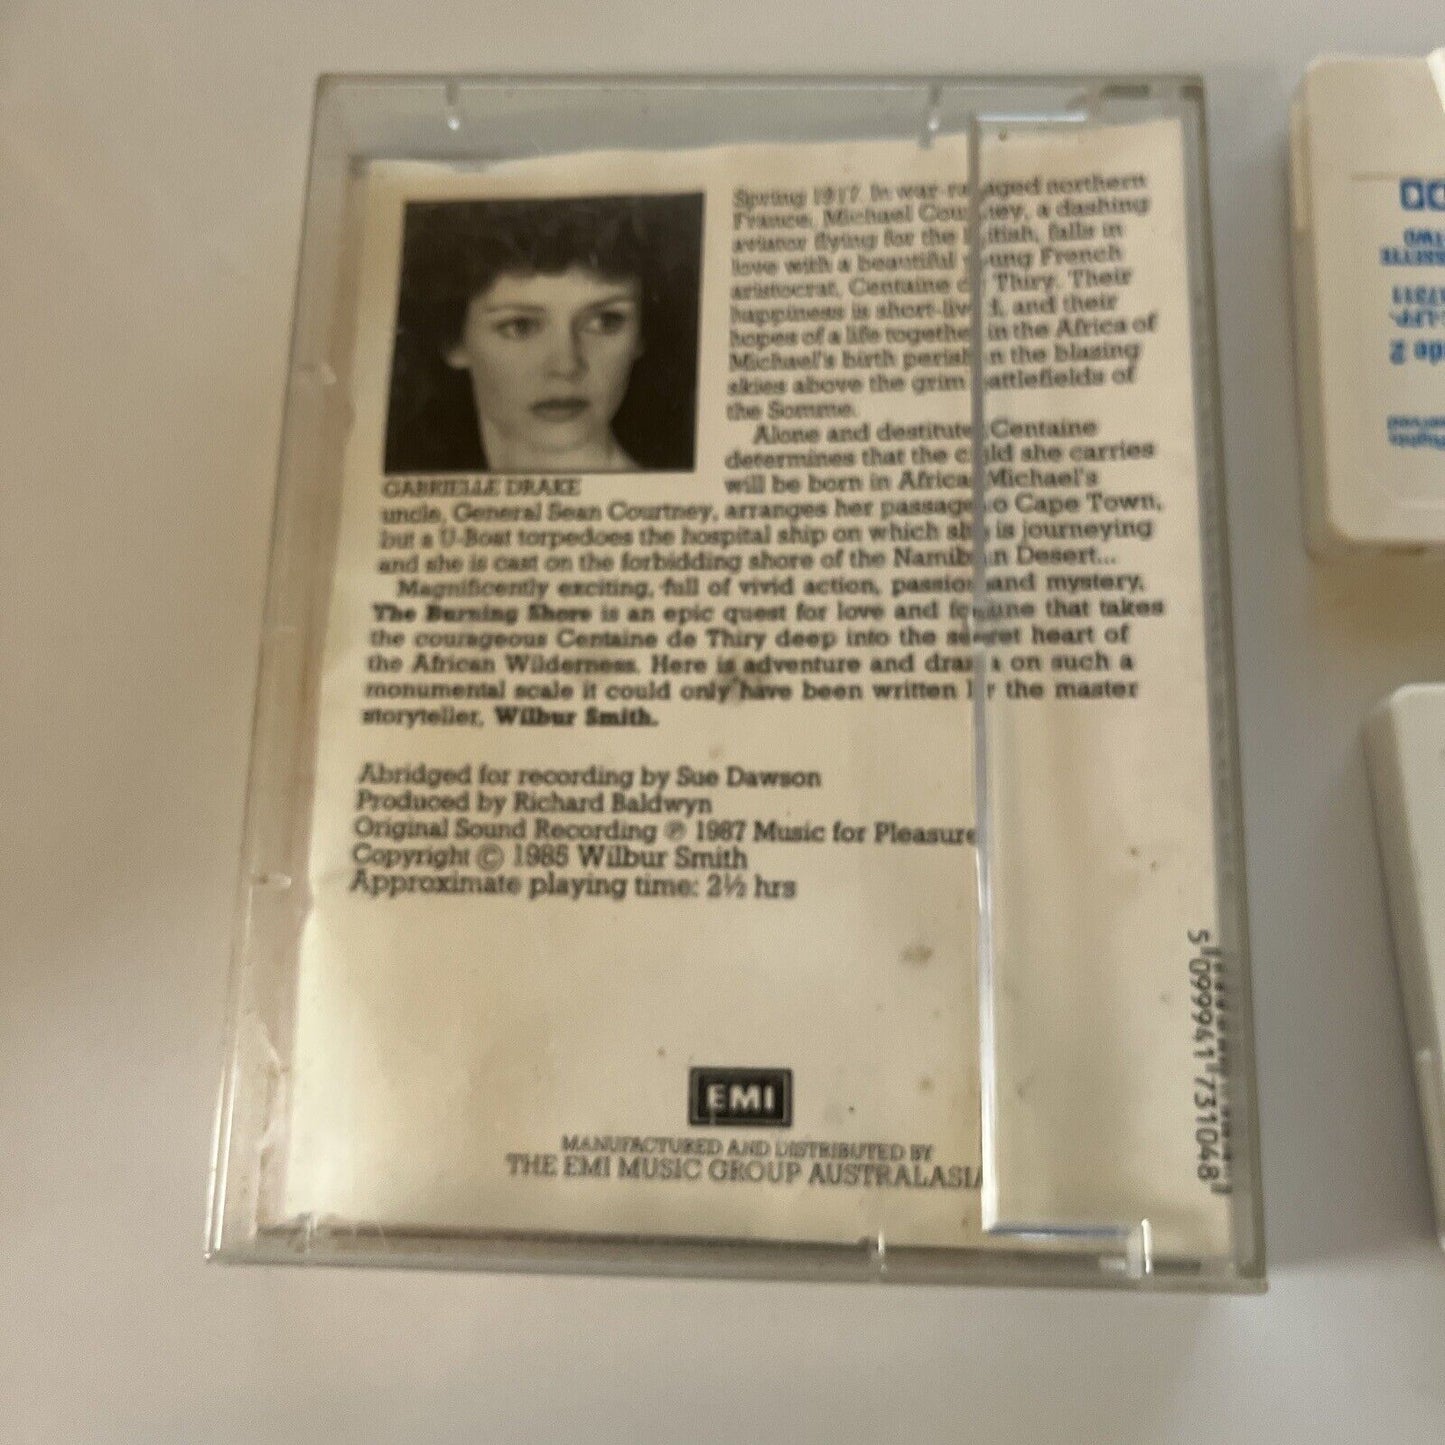 Spring 1917. In war-ravaged northern
France, Michael Courtney, a dashing
aviator flying for the British, falls in
love with a beautiful young French
aristocrat, Centaine de Thiry. Their
happiness is short-lived, and their
hopes of a life together in the Africa of
Michael's birth perish in the blazing
skies above the grim battlefields of
the Somme.
Alone and destitute, Centaine
determines that the child she carries
will be born in Africa. Michael's
GABRIELLE DRAKE
uncle, General Sean Courtney, arranges her passage to Cape Town,
but a U-Boat torpedoes the hospital ship on which she is journeying
and she is cast on the forbidding shore of the Namibian Desert...
Magnificently exciting, full of vivid action, passion and mystery,
The Burning Shore is an epic quest for love and fortune that takes
the courageous Centaine de Thiry deep into the secret heart of
the African Wilderness. Here is adventure and drama on such a
monumental scale it could only have been written by the master
storyteller, Wilbur Smith.
Abridged for recording by Sue Dawson
Produced by Richard Baldwyn
Original Sound Recording ℗ 1987 Music for Pleasure
Copyright © 1985 Wilbur Smith
Approximate playing time: 2½ hrs
EMI
MANUFACTURED AND DISTRIBUTED BY
THE EMI MUSIC GROUP AUSTRALASIA
5 099941 731048
TWO